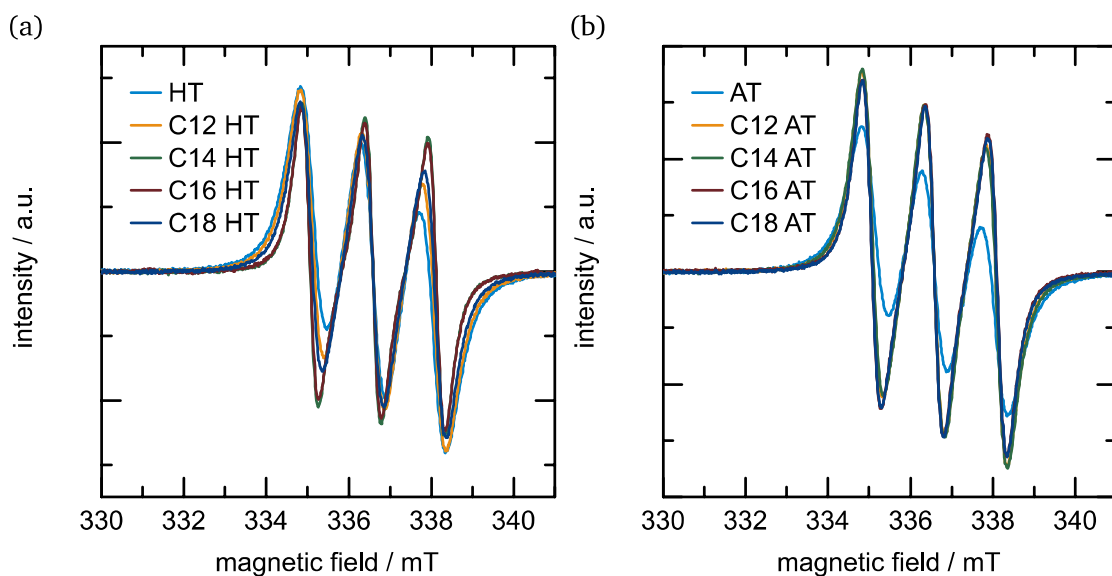 (a)
HT
C12 HT
C14 HT
C16 HT
C18 HT
intensity / a.u.
330 332 334 336 338 340
magnetic field / mT
(b)
AT
C12 AT
C14 AT
C16 AT
C18 AT
intensity / a.u.
330 332 334 336 338 340
magnetic field / mT